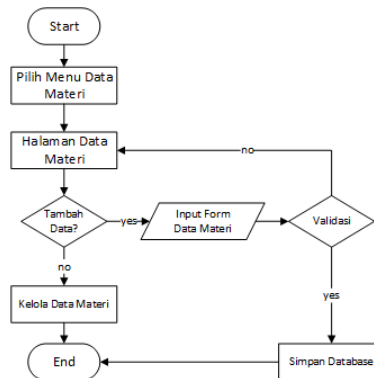 Start
Pilih Menu Data
Materi
Halaman Data
Materi
no
Tambah
Data?
yes
Input Form
Data Materi
Validasi
no
yes
Kelola Data Materi
End
Simpan Database